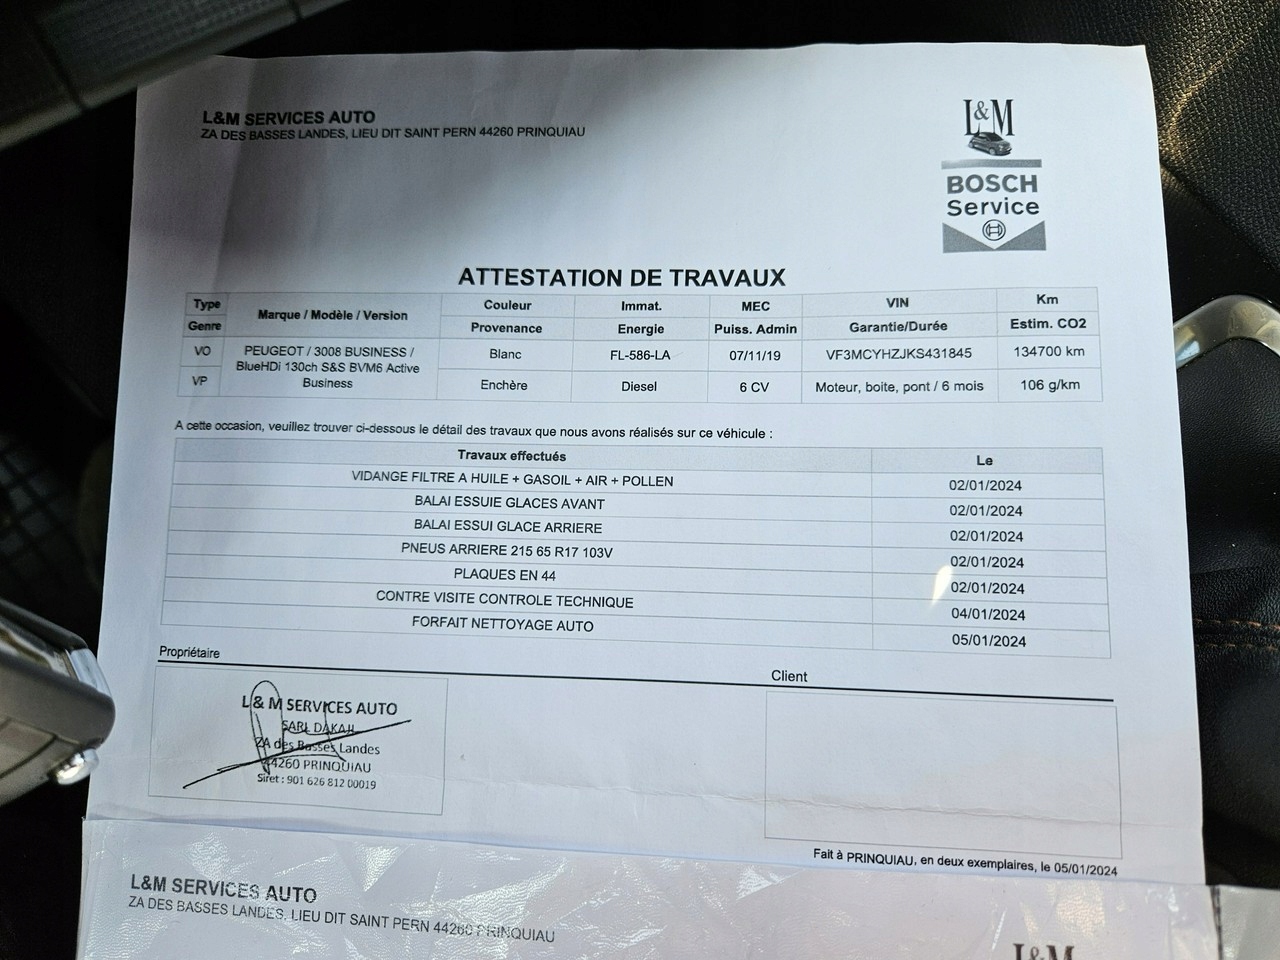 L&M SERVICES AUTO
ZA DES BASSES LANDES, LIEU DIT SAINT PERN 44260 PRINQUIAU
L&M
BOSCH
Service
ATTESTATION DE TRAVAUX
Type Marque / Modèle / Version Couleur Immat. MEC VIN Km
Genre Provenance Energie Puiss. Admin Garantie/Durée Estim. CO2
VO PEUGEOT / 3008 BUSINESS / Blanc FL-586-LA 07/11/19 VF3MCYHZJKS431845 134700 km
BlueHDi 130ch S&S BVM6 Active
VP Business Enchère Diesel 6 CV Moteur, boite, pont / 6 mois 106 g/km
A cette occasion, veuillez trouver ci-dessous le détail des travaux que nous avons réalisés sur ce véhicule :
Travaux effectués Le
VIDANGE FILTRE A HUILE + GASOIL + AIR + POLLEN 02/01/2024
BALAI ESSUIE GLACES AVANT 02/01/2024
BALAI ESSUI GLACE ARRIERE 02/01/2024
PNEUS ARRIERE 215 65 R17 103V 02/01/2024
PLAQUES EN 44 02/01/2024
CONTRE VISITE CONTROLE TECHNIQUE 04/01/2024
FORFAIT NETTOYAGE AUTO 05/01/2024
Propriétaire
Client
L & M SERVICES AUTO
SARL DAKAJL
ZA des Basses Landes
44260 PRINQUIAU
Siret : 901 626 812 00019
Fait à PRINQUIAU, en deux exemplaires, le 05/01/2024
L&M SERVICES AUTO
ZA DES BASSES LANDES, LIEU DIT SAINT PERN 44260 PRINQUIAU
L&M